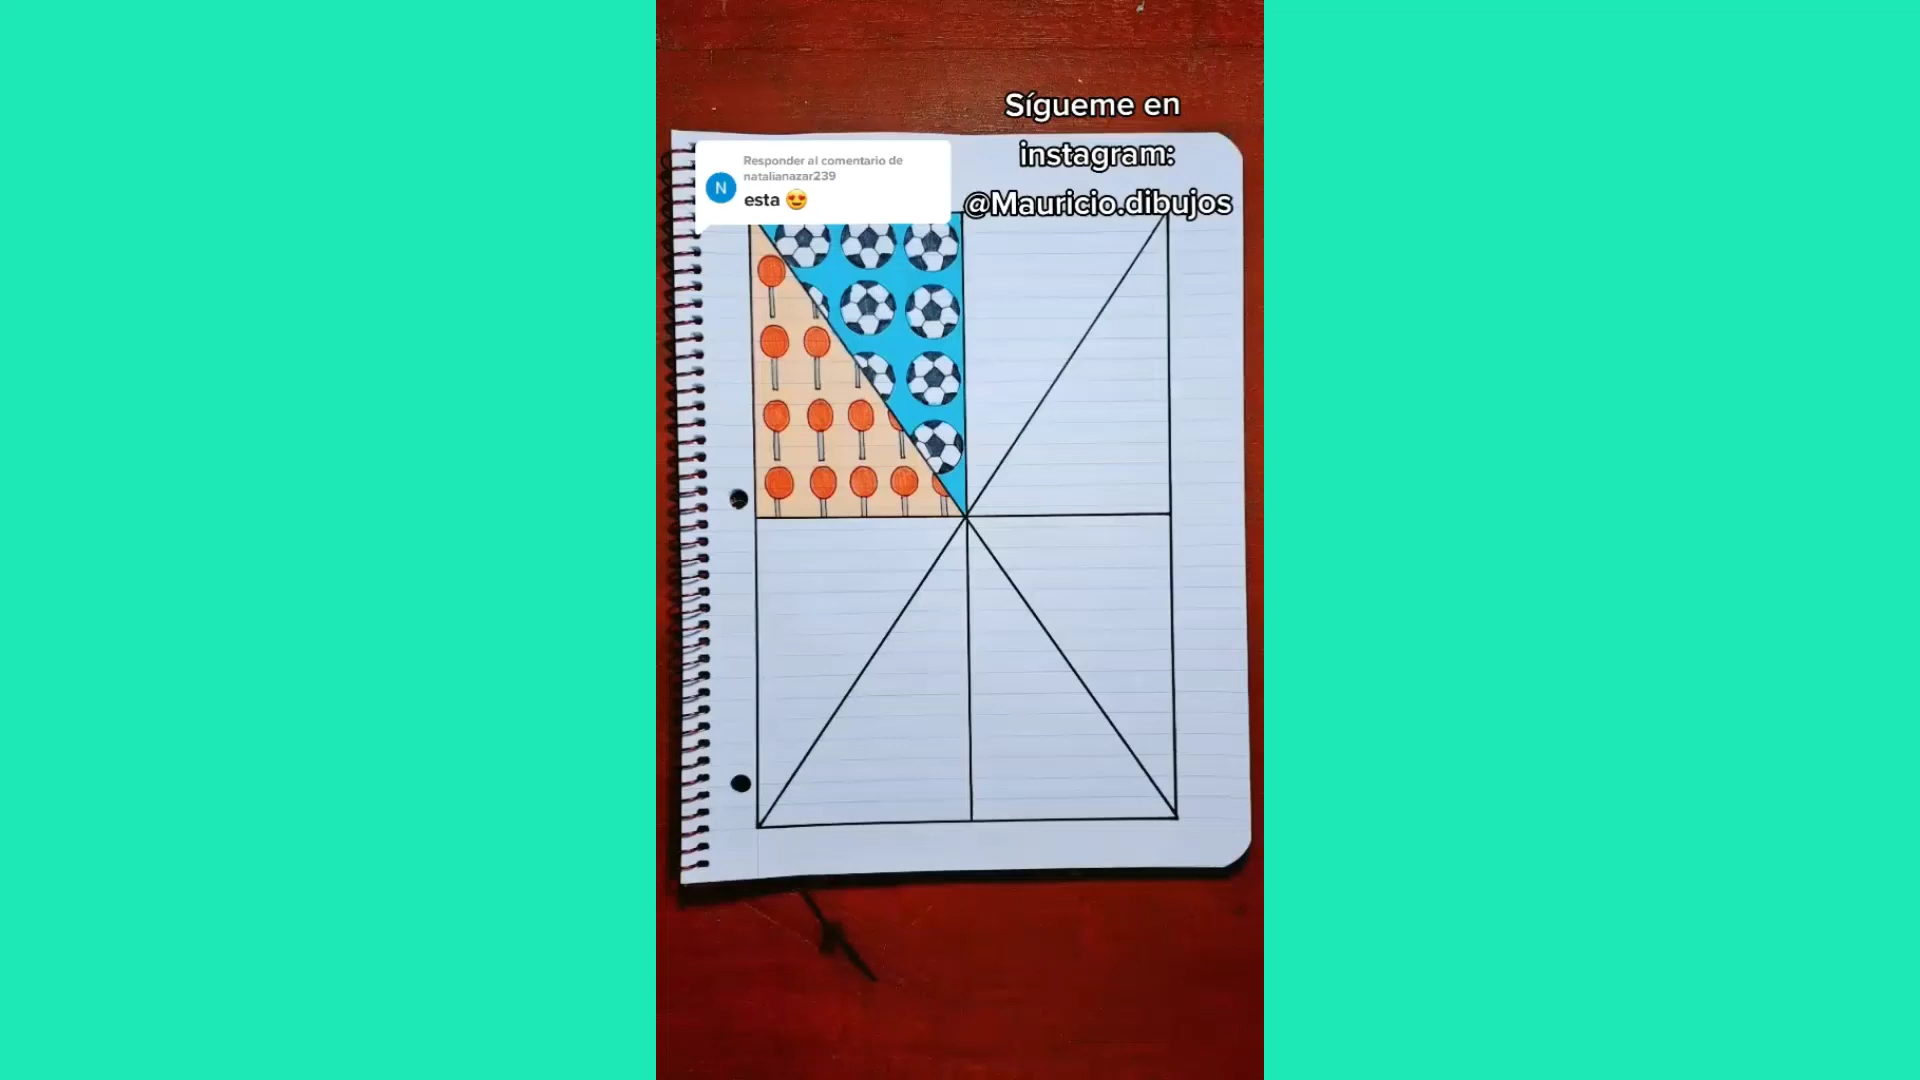 Sígueme en
instagram:
@Mauricio.dibujos
Responder al comentario de
natalianazar239
N
esta 😍